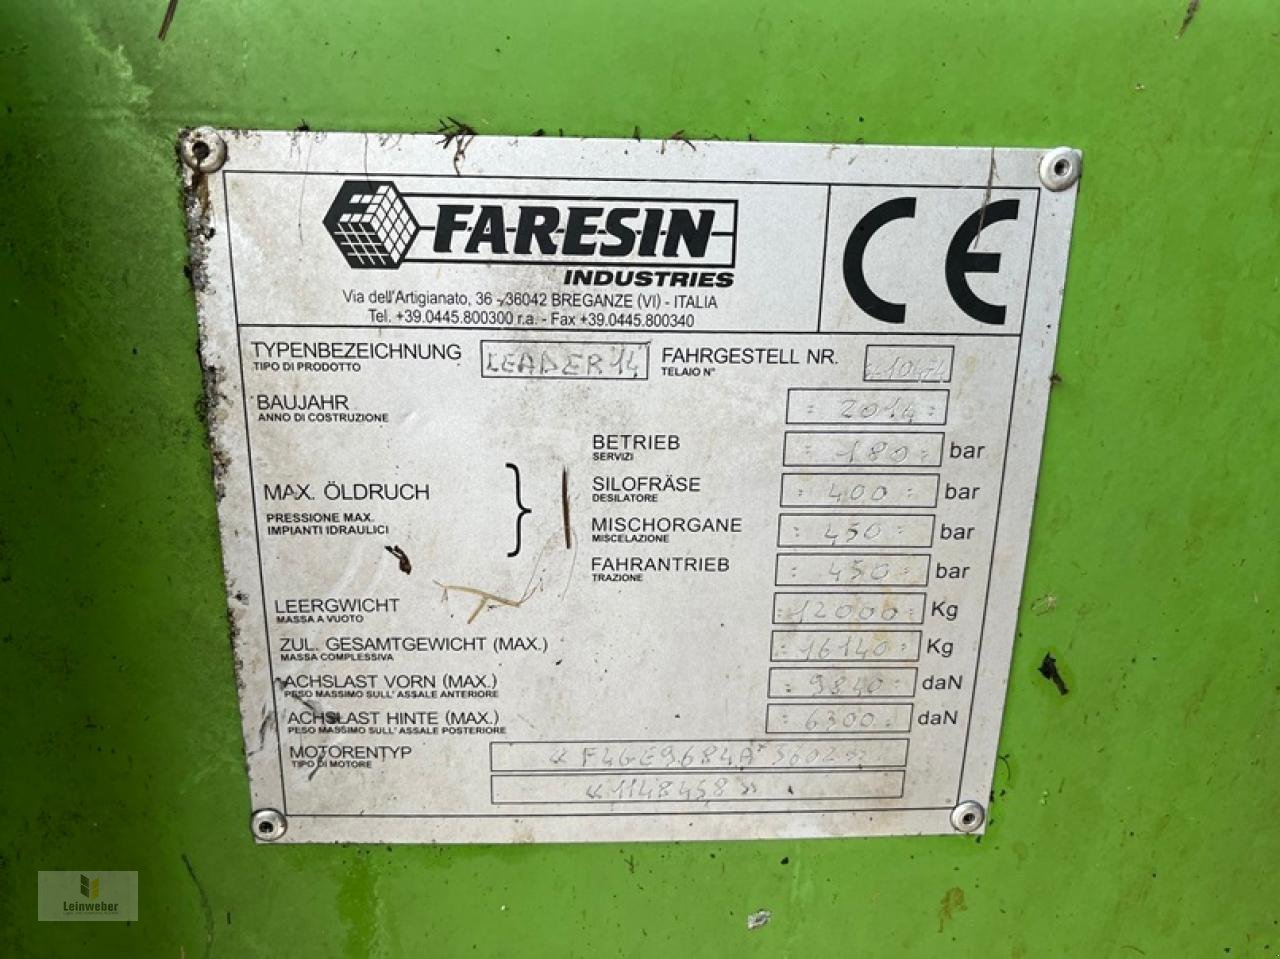 FARESIN
INDUSTRIES
Via dell'Artigianato, 36 - 36042 BREGANZE (VI) - ITALIA
Tel. +39.0445.800300 r.a. - Fax +39.0445.800340
CE
TYPENBEZEICHNUNG LEADER 14 FAHRGESTELL NR.
TIPO DI PRODOTTO TELAIO N°
BAUJAHR : 2014 :
ANNO DI COSTRUZIONE
BETRIEB : 180 : bar
SERVIZI
MAX. ÖLDRUCH SILOFRÄSE : 400 : bar
DESILATORE
PRESSIONE MAX. MISCHORGANE : 450 : bar
IMPIANTI IDRAULICI MISCELAZIONE
FAHRANTRIEB : 450 : bar
TRAZIONE
LEERGWICHT : 12000 : Kg
MASSA A VUOTO
ZUL. GESAMTGEWICHT (MAX.) : 16140 : Kg
MASSA COMPLESSIVA
ACHSLAST VORN (MAX.) : 9840 : daN
PESO MASSIMO SULL' ASSALE ANTERIORE
ACHSLAST HINTE (MAX.) : 6300 : daN
PESO MASSIMO SULL' ASSALE POSTERIORE
MOTORENTYP « F4GE9684A*J602 »
TIPO DI MOTORE
« 1148458 »
Leinweber